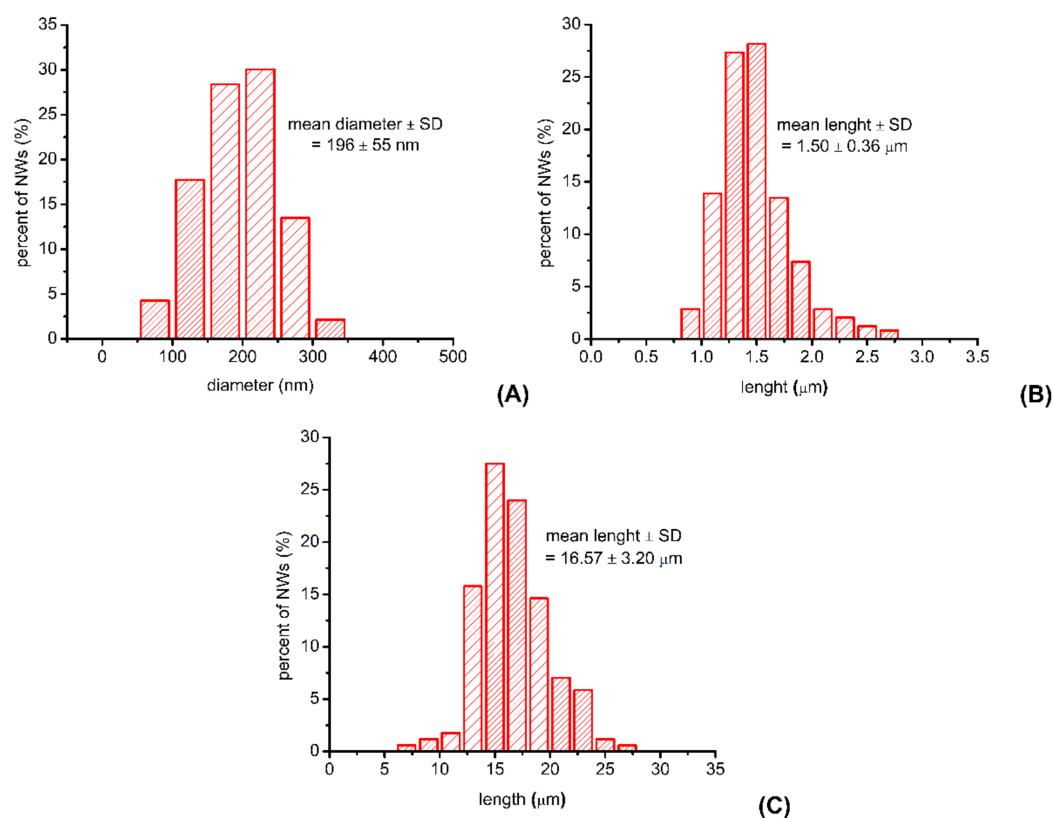 35
30
25
20
15
10
5
0
percent of NWs (%)
mean diameter ± SD
= 196 ± 55 nm
0 100 200 300 400 500
diameter (nm)
(A)
30
25
20
15
10
5
0
percent of NWs (%)
mean lenght ± SD
= 1.50 ± 0.36 μm
0.0 0.5 1.0 1.5 2.0 2.5 3.0 3.5
lenght (μm)
(B)
30
25
20
15
10
5
0
percent of NWs (%)
mean lenght ± SD
= 16.57 ± 3.20 μm
0 5 10 15 20 25 30 35
length (μm)
(C)